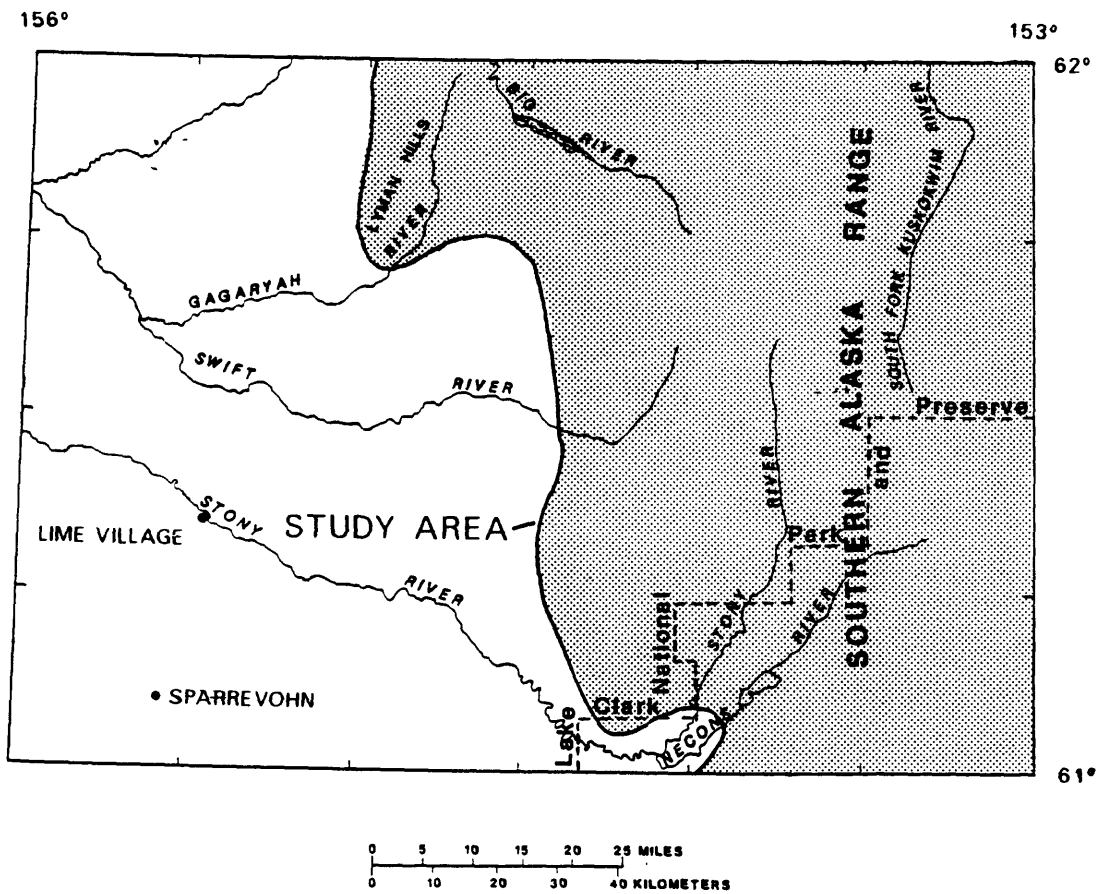 156°
153°
62°
BIG RIVER
LYMAN HILLS
RIVER
SOUTH FORK KUSKOKWIM RIVER
SOUTHERN ALASKA RANGE
GAGARYAH
SWIFT RIVER
Preserve
and
RIVER
STONY
LIME VILLAGE
STUDY AREA
Park
RIVER
National
STONY
RIVER
SPARREVOHN
Clark
Lake
NECONS
61°
0 5 10 15 20 25 MILES
0 10 20 30 40 KILOMETERS